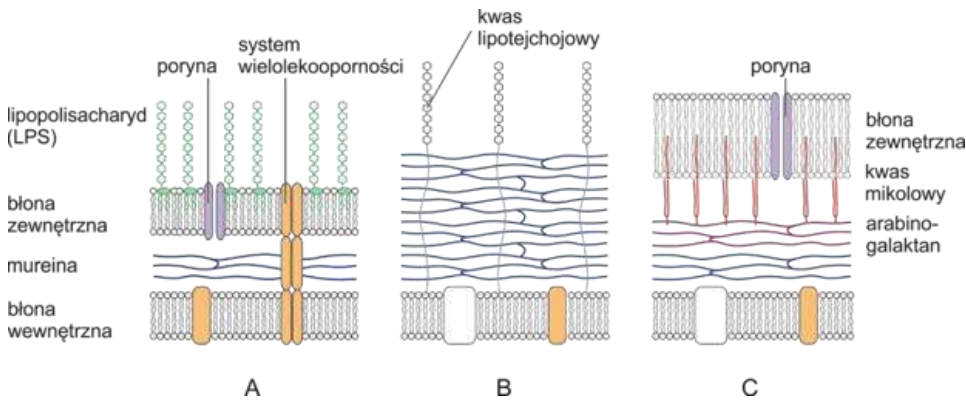 kwas
lipotejchojowy
system
wielolekooporności
poryna
poryna
lipopolisacharyd
(LPS)
błona
zewnętrzna
mureina
błona
wewnętrzna
błona
zewnętrzna
kwas
mikolowy
arabino-
galaktan
A
B
C